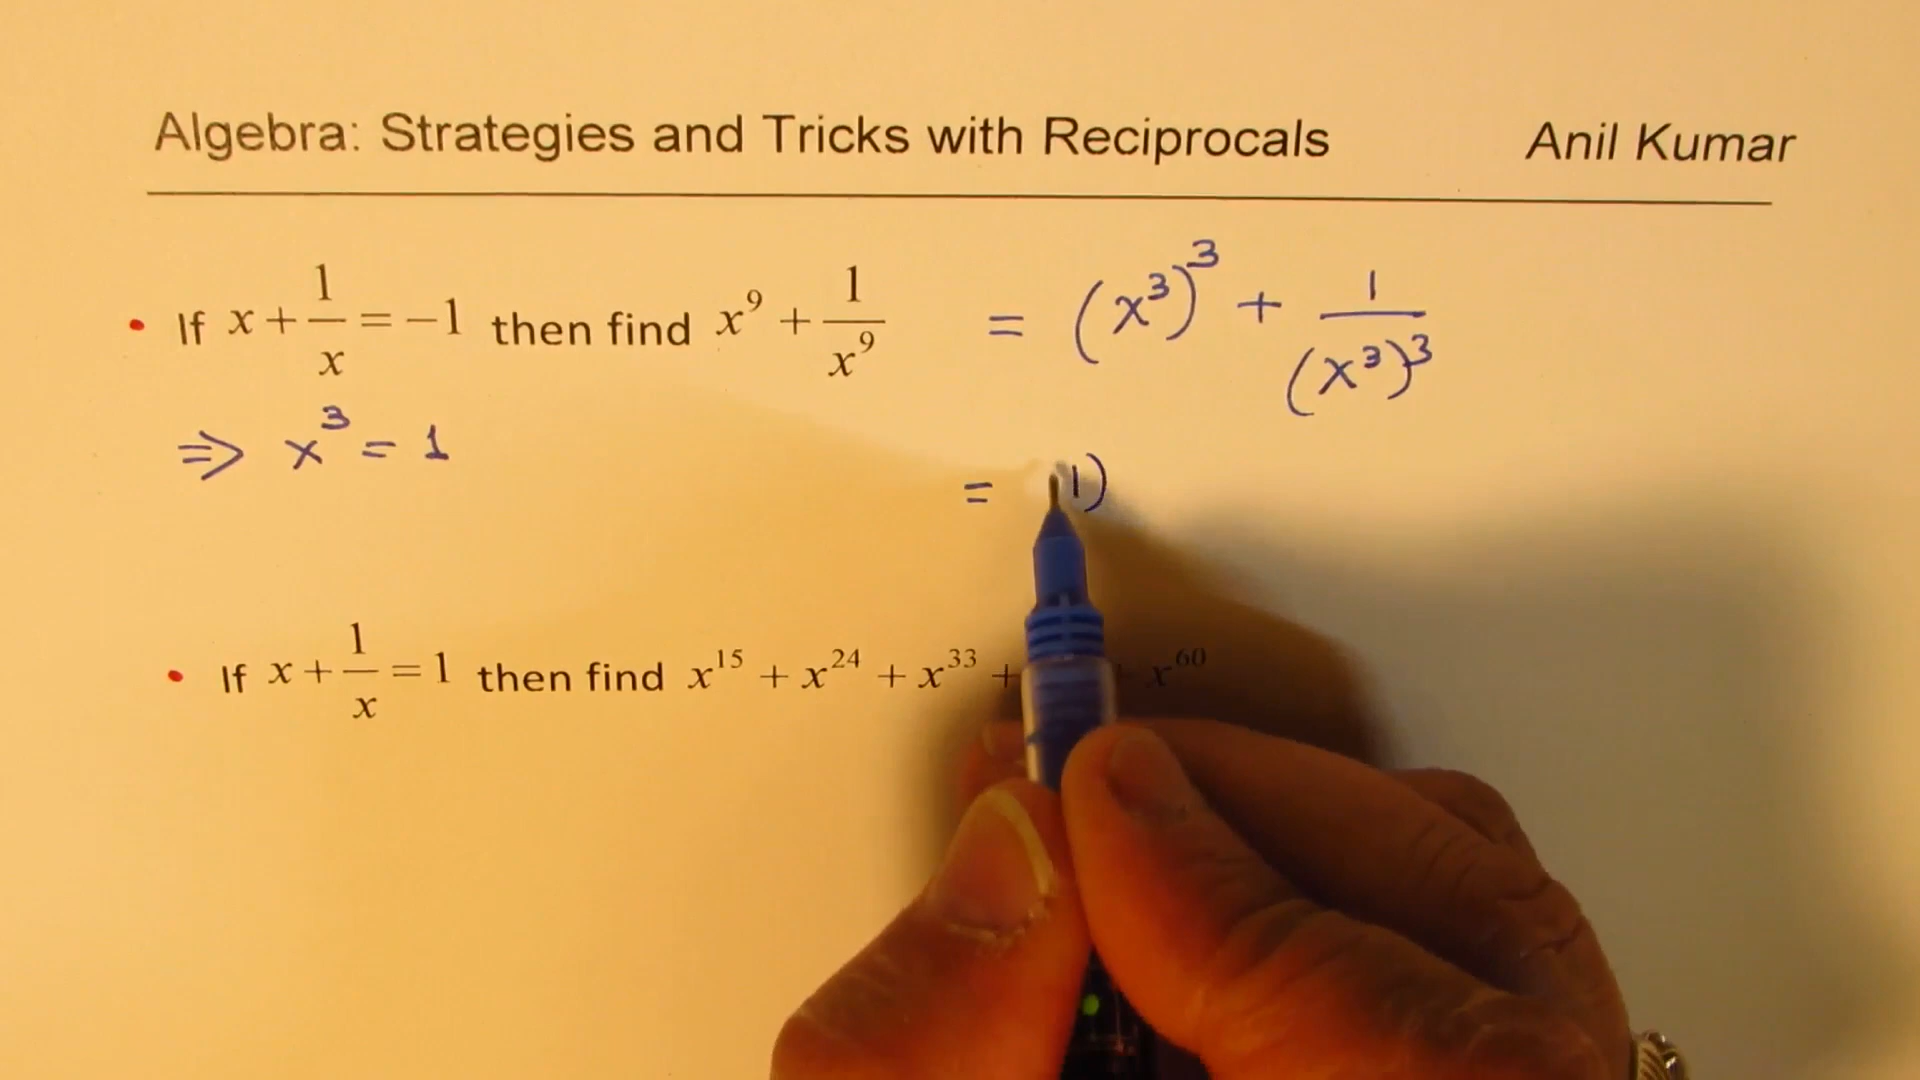 Algebra: Strategies and Tricks with Reciprocals Anil Kumar
• If x + 1/x = −1 then find x⁹ + 1/x⁹ = (x³)³ + 1/(x³)³
⇒ x³ = 1
= 1)
• If x + 1/x = 1 then find x¹⁵ + x²⁴ + x³³ + + x⁶⁰